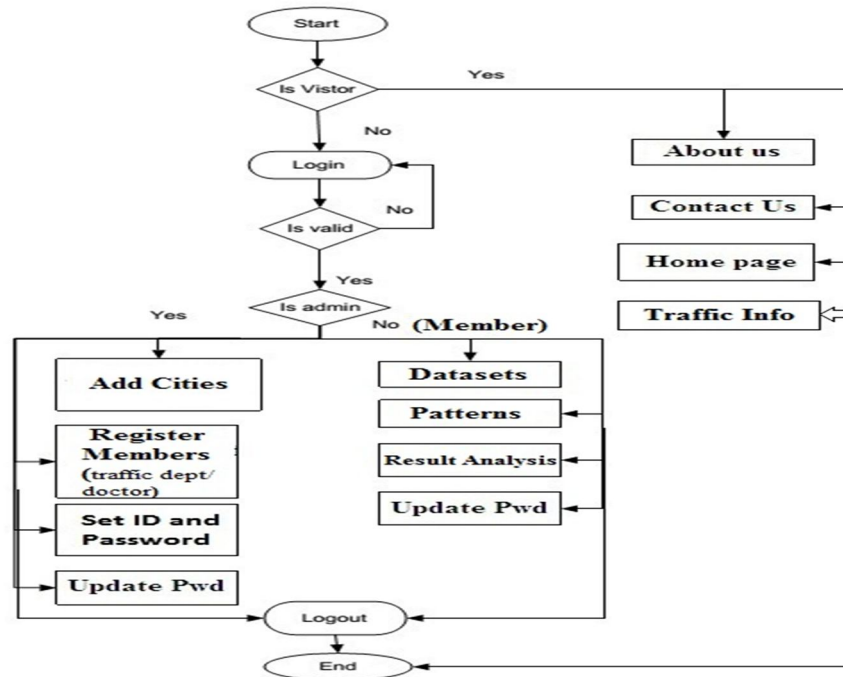 Start
Is Vistor
Yes
No
About us
Login
Contact Us
No
Is valid
Home page
Yes
Is admin
Traffic Info
Yes
No (Member)
Add Cities
Datasets
Patterns
Register
Members
(traffic dept/
doctor)
Result Analysis
Set ID and
Password
Update Pwd
Update Pwd
Logout
End